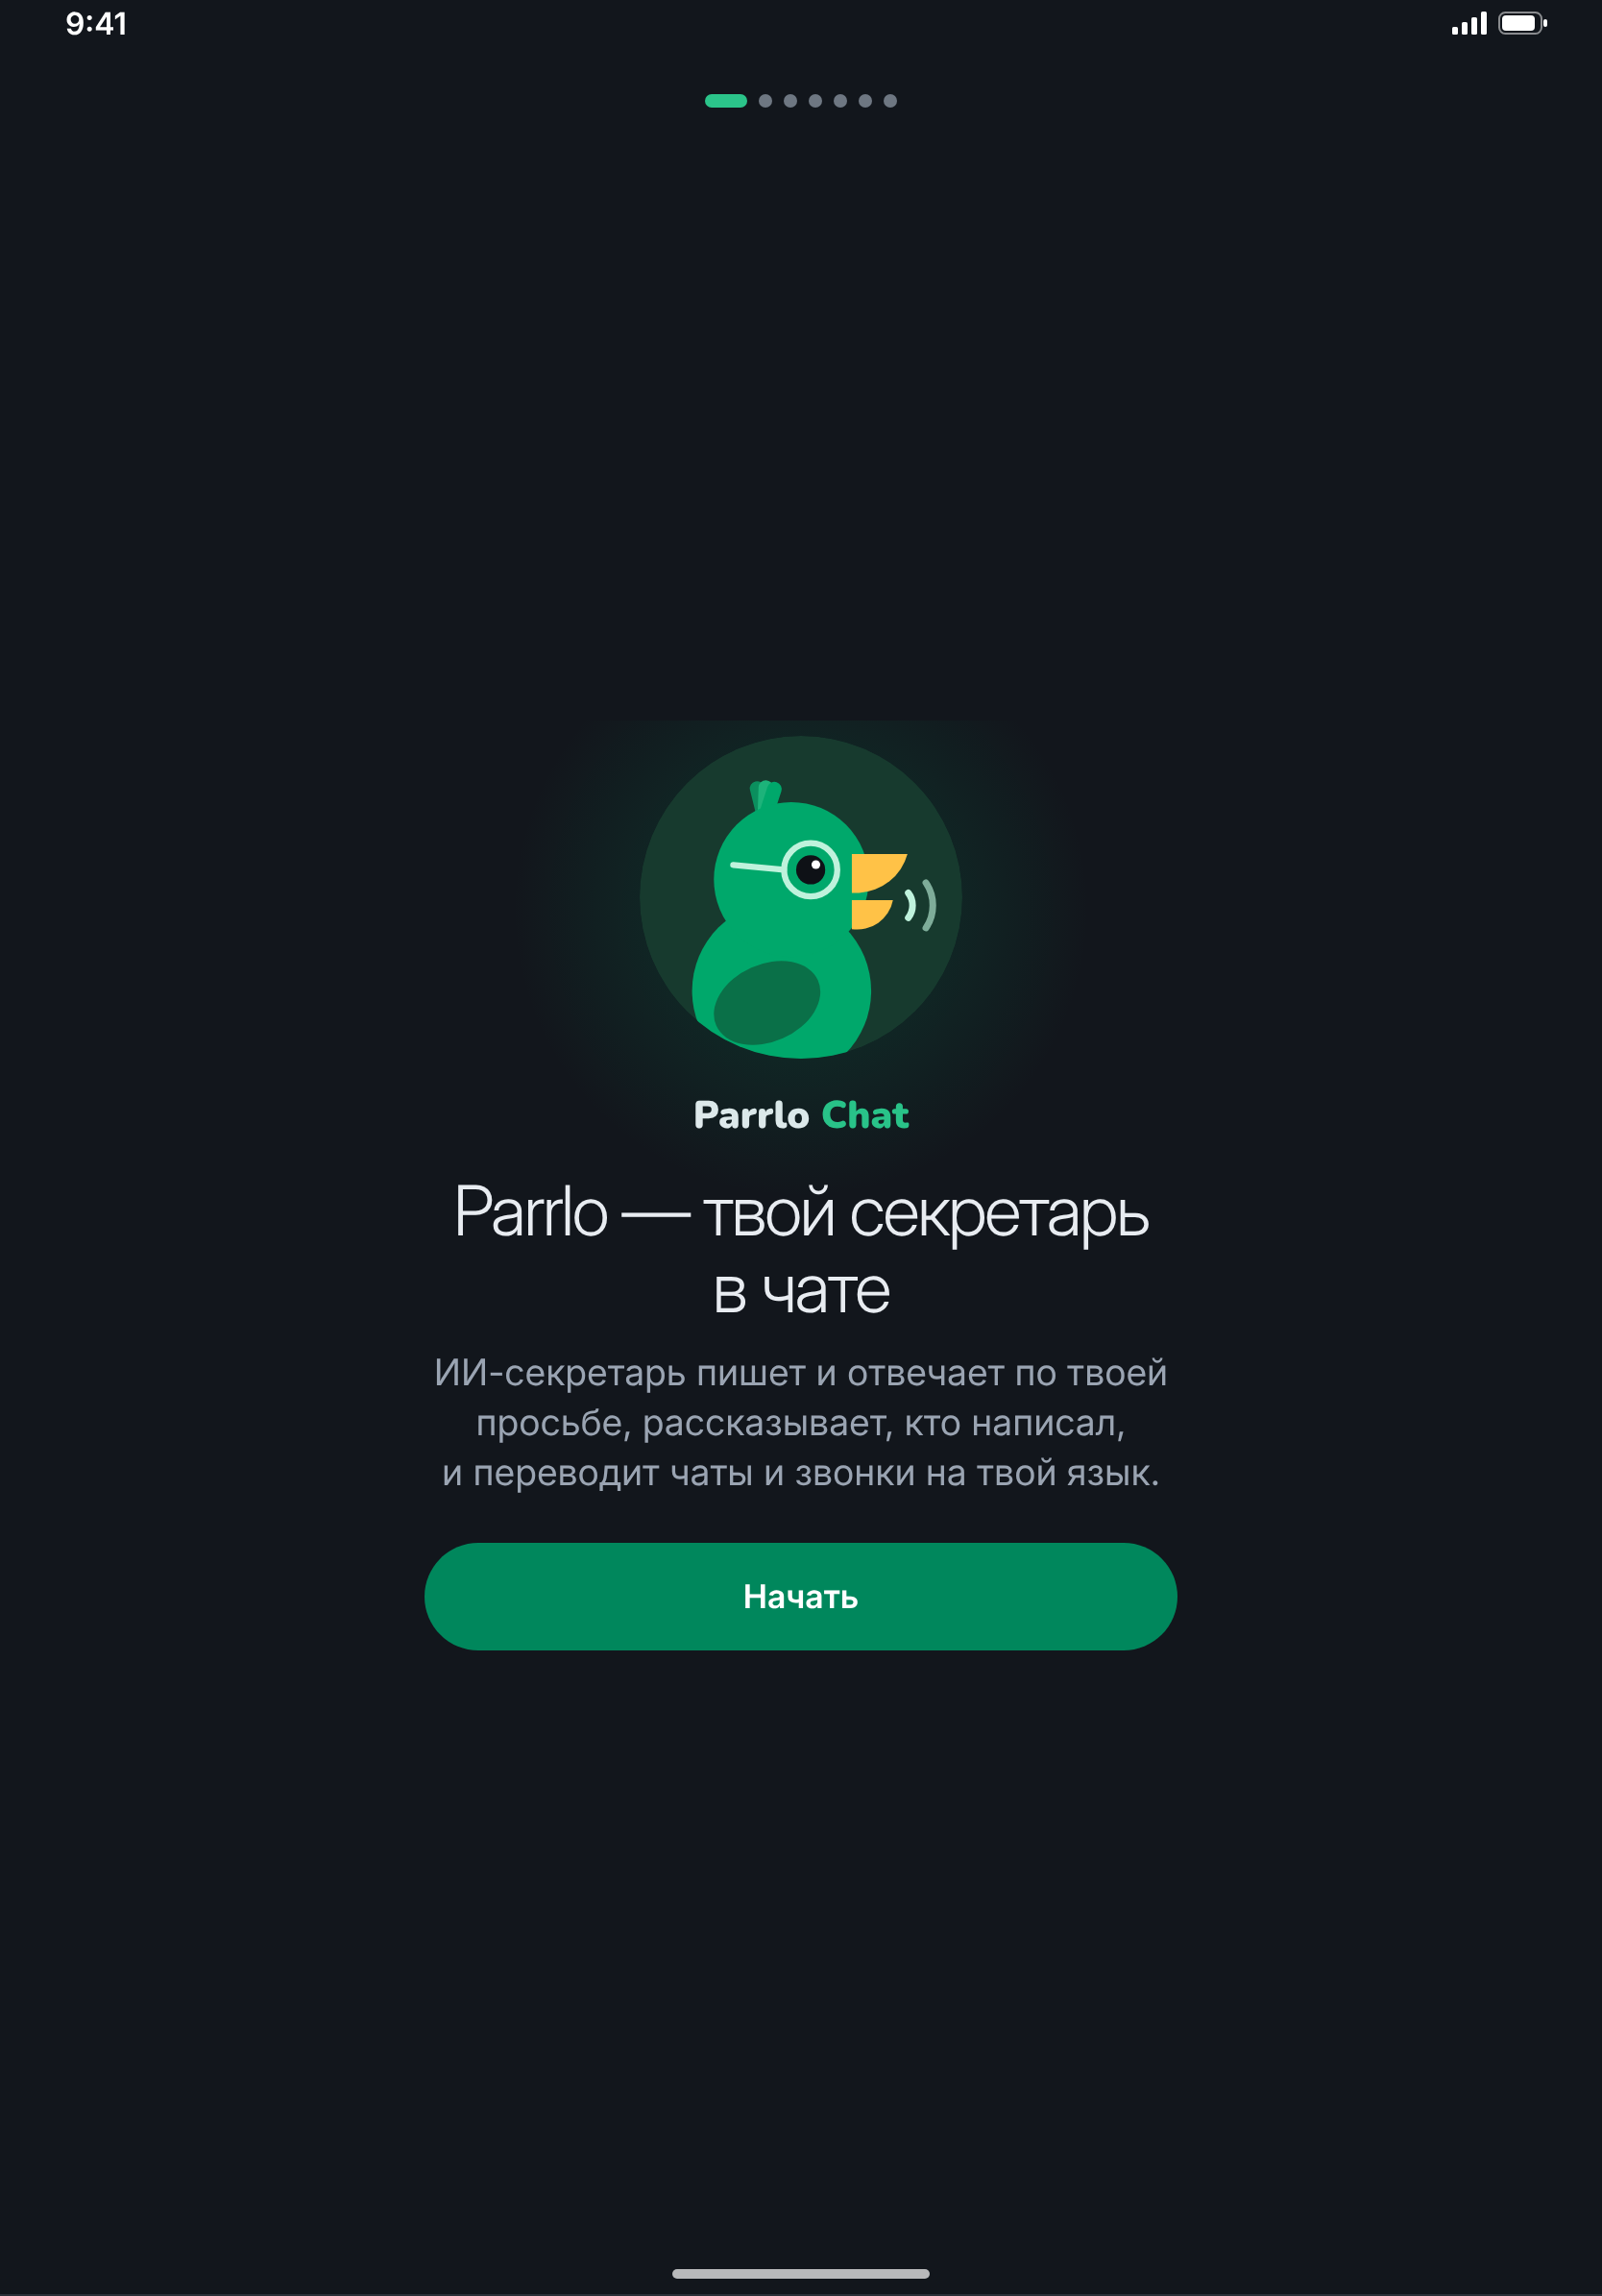 9:41
Parrlo Chat
Parrlo — твой секретарь
в чате
ИИ-секретарь пишет и отвечает по твоей
просьбе, рассказывает, кто написал,
и переводит чаты и звонки на твой язык.
Начать